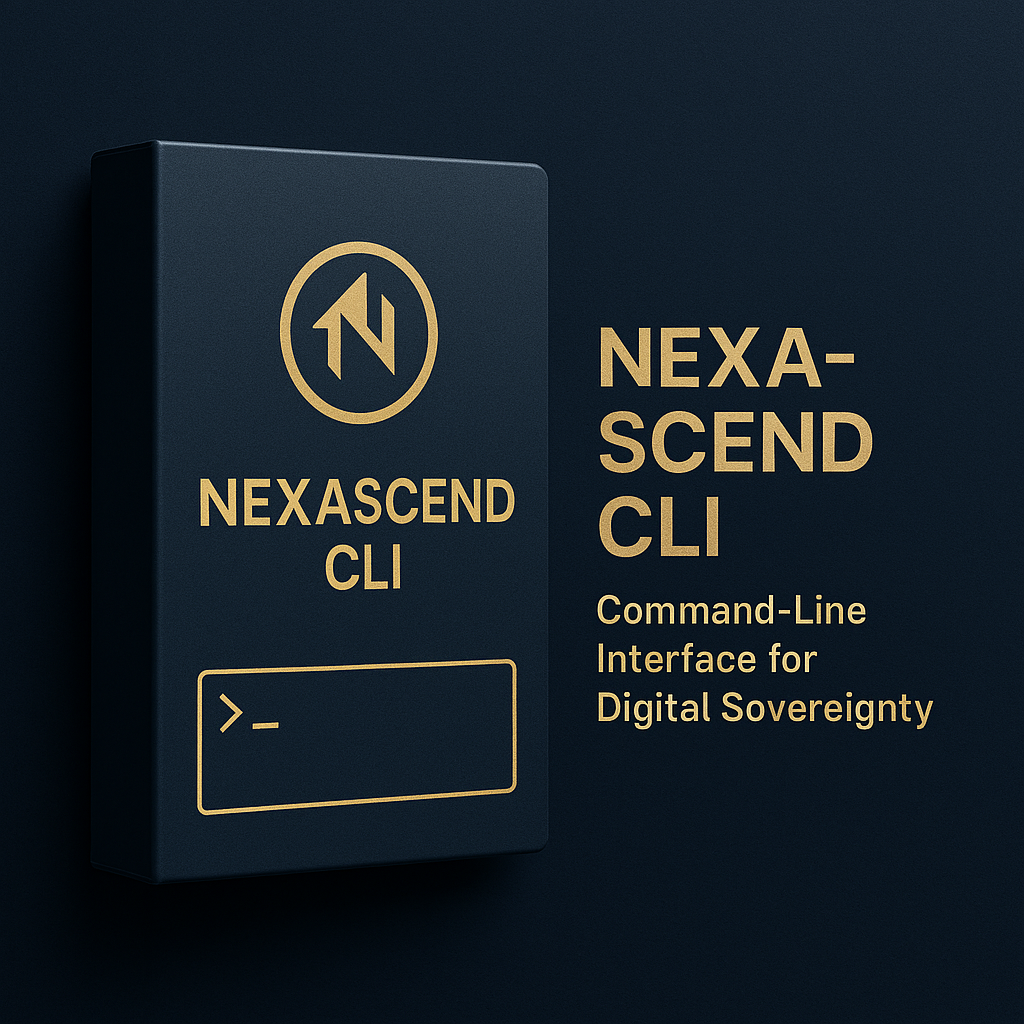 NEXASCEND
CLI
>_
NEXA-
SCEND
CLI
Command-Line
Interface for
Digital Sovereignty